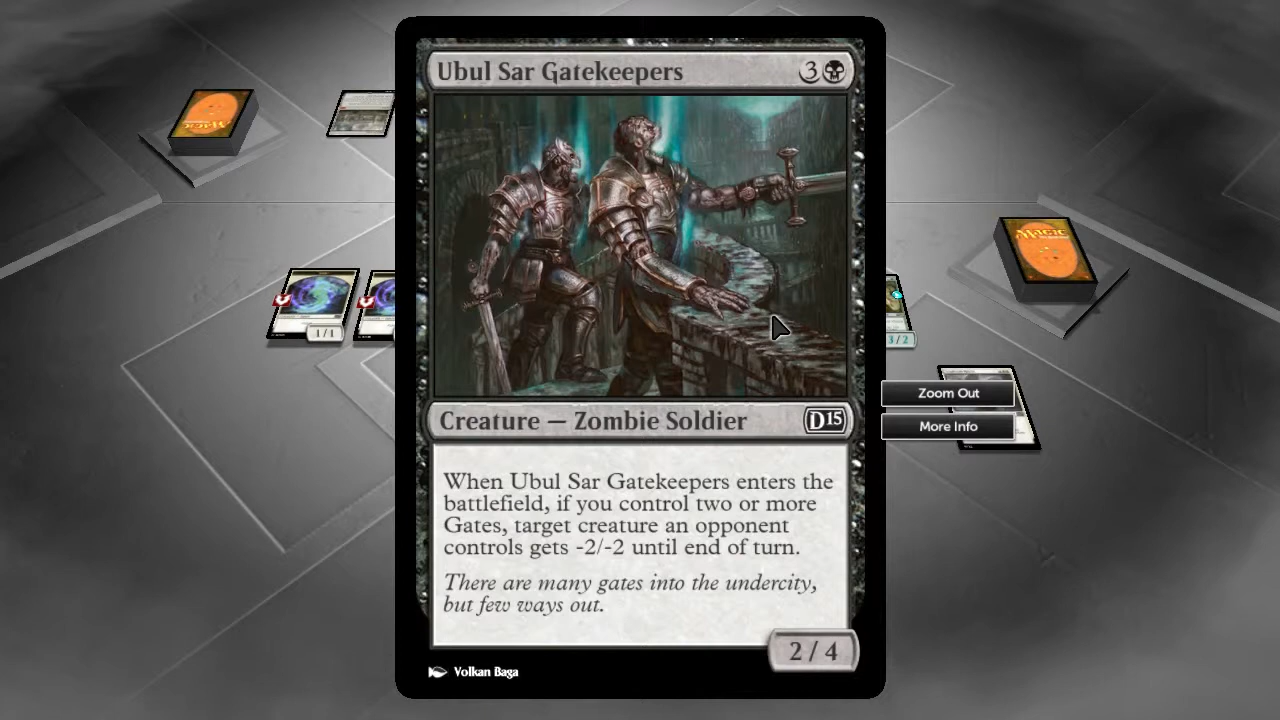 Ubul Sar Gatekeepers 3
MAGIC
MAGIC
1/1
3/2
Zoom Out
More Info
Creature — Zombie Soldier D15
When Ubul Sar Gatekeepers enters the
battlefield, if you control two or more
Gates, target creature an opponent
controls gets -2/-2 until end of turn.
There are many gates into the undercity,
but few ways out.
2 / 4
Volkan Baga